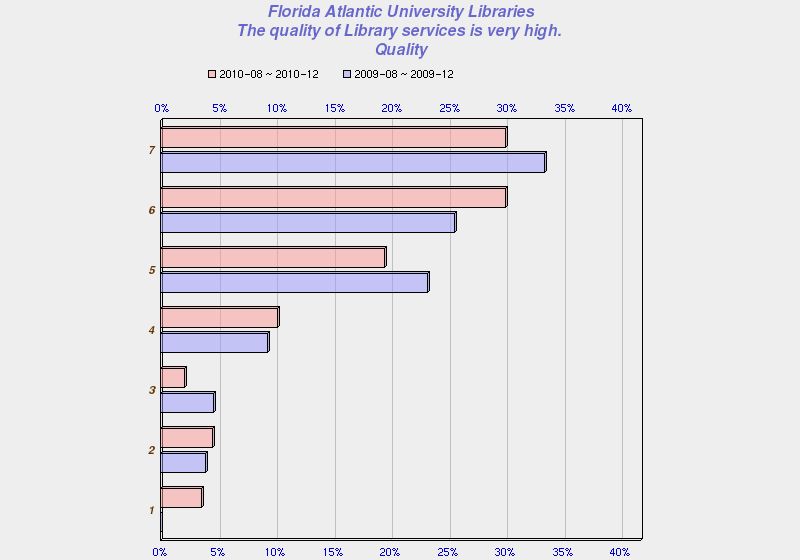 Florida Atlantic University Libraries
The quality of Library services is very high.
Quality
2010-08 ~ 2010-12 2009-08 ~ 2009-12
0% 5% 10% 15% 20% 25% 30% 35% 40%
7
6
5
4
3
2
1
0% 5% 10% 15% 20% 25% 30% 35% 40%